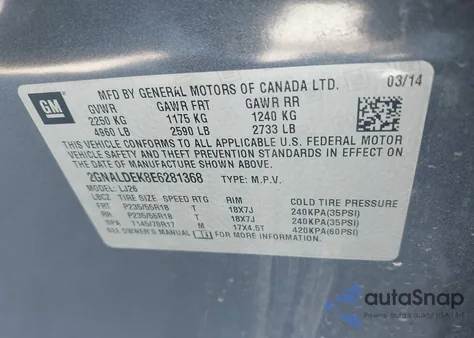 GM
MFD BY GENERAL MOTORS OF CANADA LTD.
03/14
GVWR GAWR FRT GAWR RR
2250 KG 1175 KG 1240 KG
4960 LB 2590 LB 2733 LB
THIS VEHICLE CONFORMS TO ALL APPLICABLE U.S. FEDERAL MOTOR
VEHICLE SAFETY, BUMPER, AND THEFT PREVENTION STANDARDS IN EFFECT ON
THE DATE OF MANUFACTURE SHOWN ABOVE.
2GNALDEK8E6281368 TYPE: M.P.V.
MODEL: LJ26
LBCZ TIRE SIZE SPEED RTG RIM COLD TIRE PRESSURE
FRT P235/55R18 T 18X7J 240KPA(35PSI)
RR P235/55R18 T 18X7J 240KPA(35PSI)
SPA T145/70R17 M 17X4.5T 420KPA(60PSI)
SEE OWNER'S MANUAL FOR MORE INFORMATION.
autoSnap